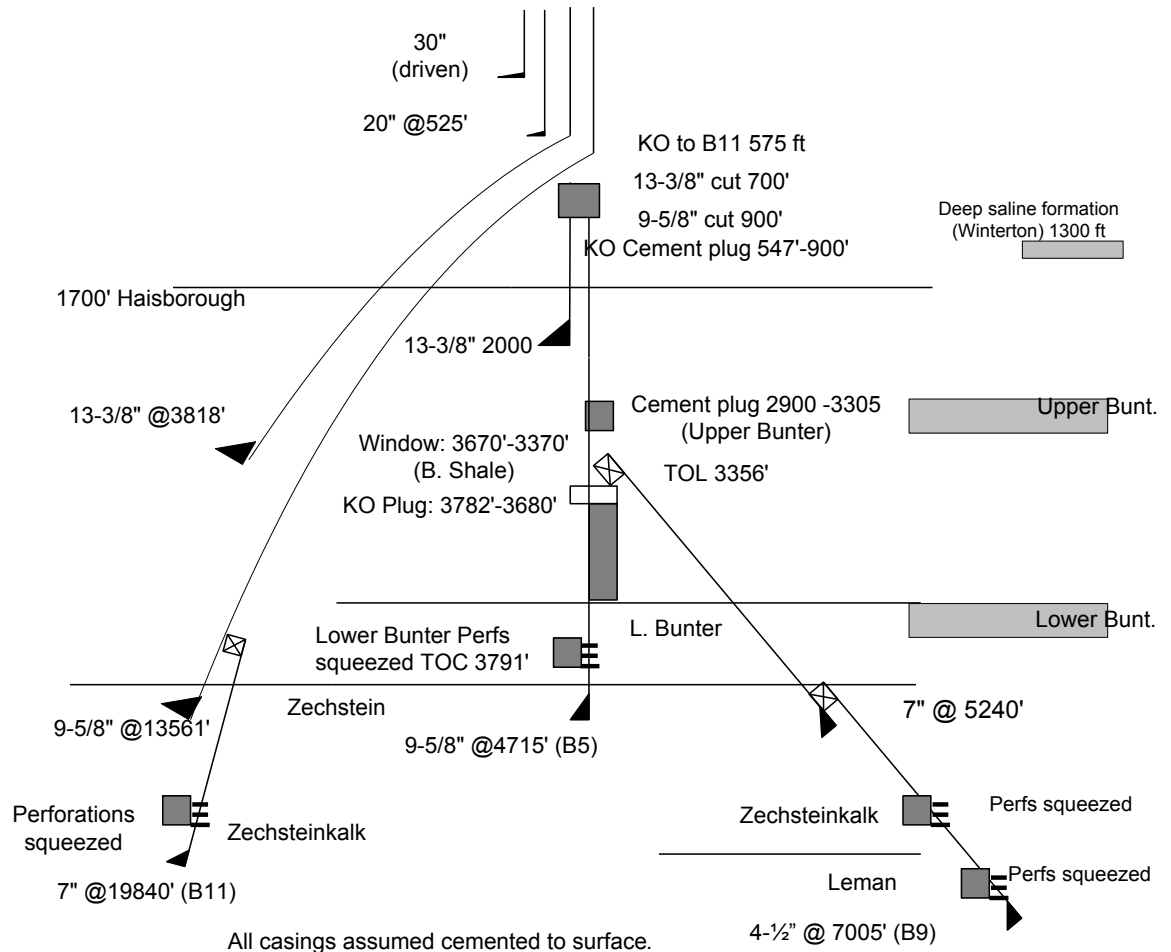 30"
(driven)
20" @525'
KO to B11 575 ft
13-3/8" cut 700'
9-5/8" cut 900'
KO Cement plug 547'-900'
Deep saline formation
(Winterton) 1300 ft
1700' Haisborough
13-3/8" 2000
13-3/8" @3818'
Cement plug 2900 -3305
(Upper Bunter)
Upper Bunt.
Window: 3670'-3370'
(B. Shale)
TOL 3356'
KO Plug: 3782'-3680'
Lower Bunter Perfs
squeezed TOC 3791'
L. Bunter
Lower Bunt.
Zechstein
9-5/8" @13561'
9-5/8" @4715' (B5)
7" @ 5240'
Perforations
squeezed
Zechsteinkalk
Zechsteinkalk
Perfs squeezed
Leman
Perfs squeezed
7" @19840' (B11)
4-½” @ 7005' (B9)
All casings assumed cemented to surface.